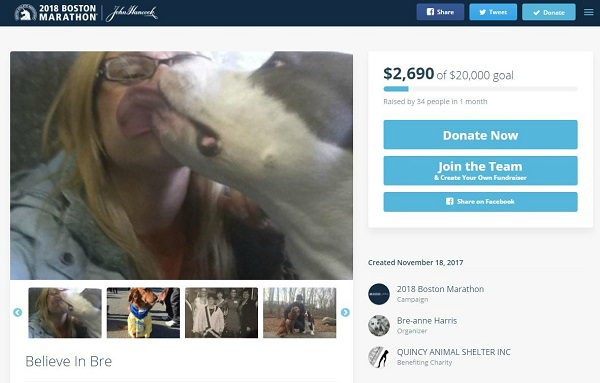 2018 BOSTON
MARATHON
John Hancock
Share
Tweet
Donate
$2,690 of $20,000 goal
Raised by 34 people in 1 month
Donate Now
Join the Team
& Create Your Own Fundraiser
Share on Facebook
Created November 18, 2017
2018 Boston Marathon
Campaign
Bre-anne Harris
Organizer
QUINCY ANIMAL SHELTER INC
Benefiting Charity
Believe In Bre